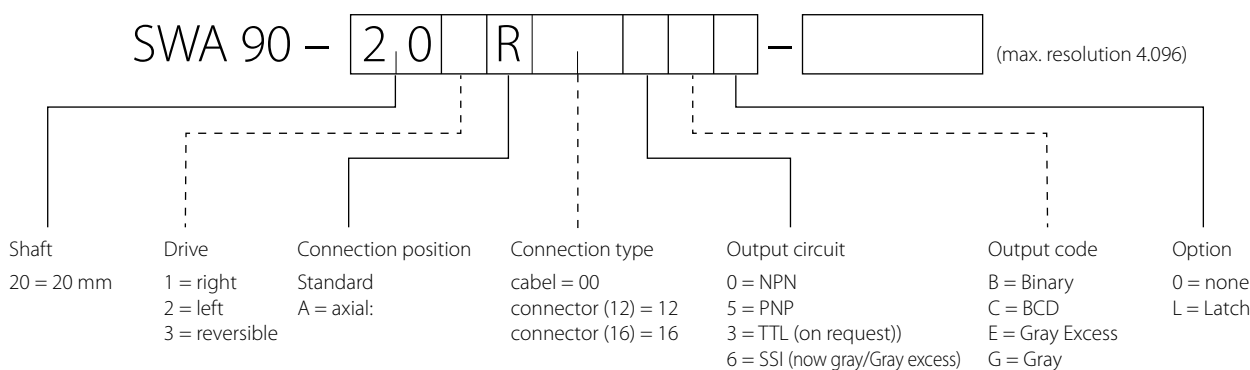 SWA 90 – 2 0 R – (max. resolution 4.096)
Shaft
20 = 20 mm
Drive
1 = right
2 = left
3 = reversible
Connection position
Standard
A = axial:
Connection type
cabel = 00
connector (12) = 12
connector (16) = 16
Output circuit
0 = NPN
5 = PNP
3 = TTL (on request))
6 = SSI (now gray/Gray excess)
Output code
B = Binary
C = BCD
E = Gray Excess
G = Gray
Option
0 = none
L = Latch